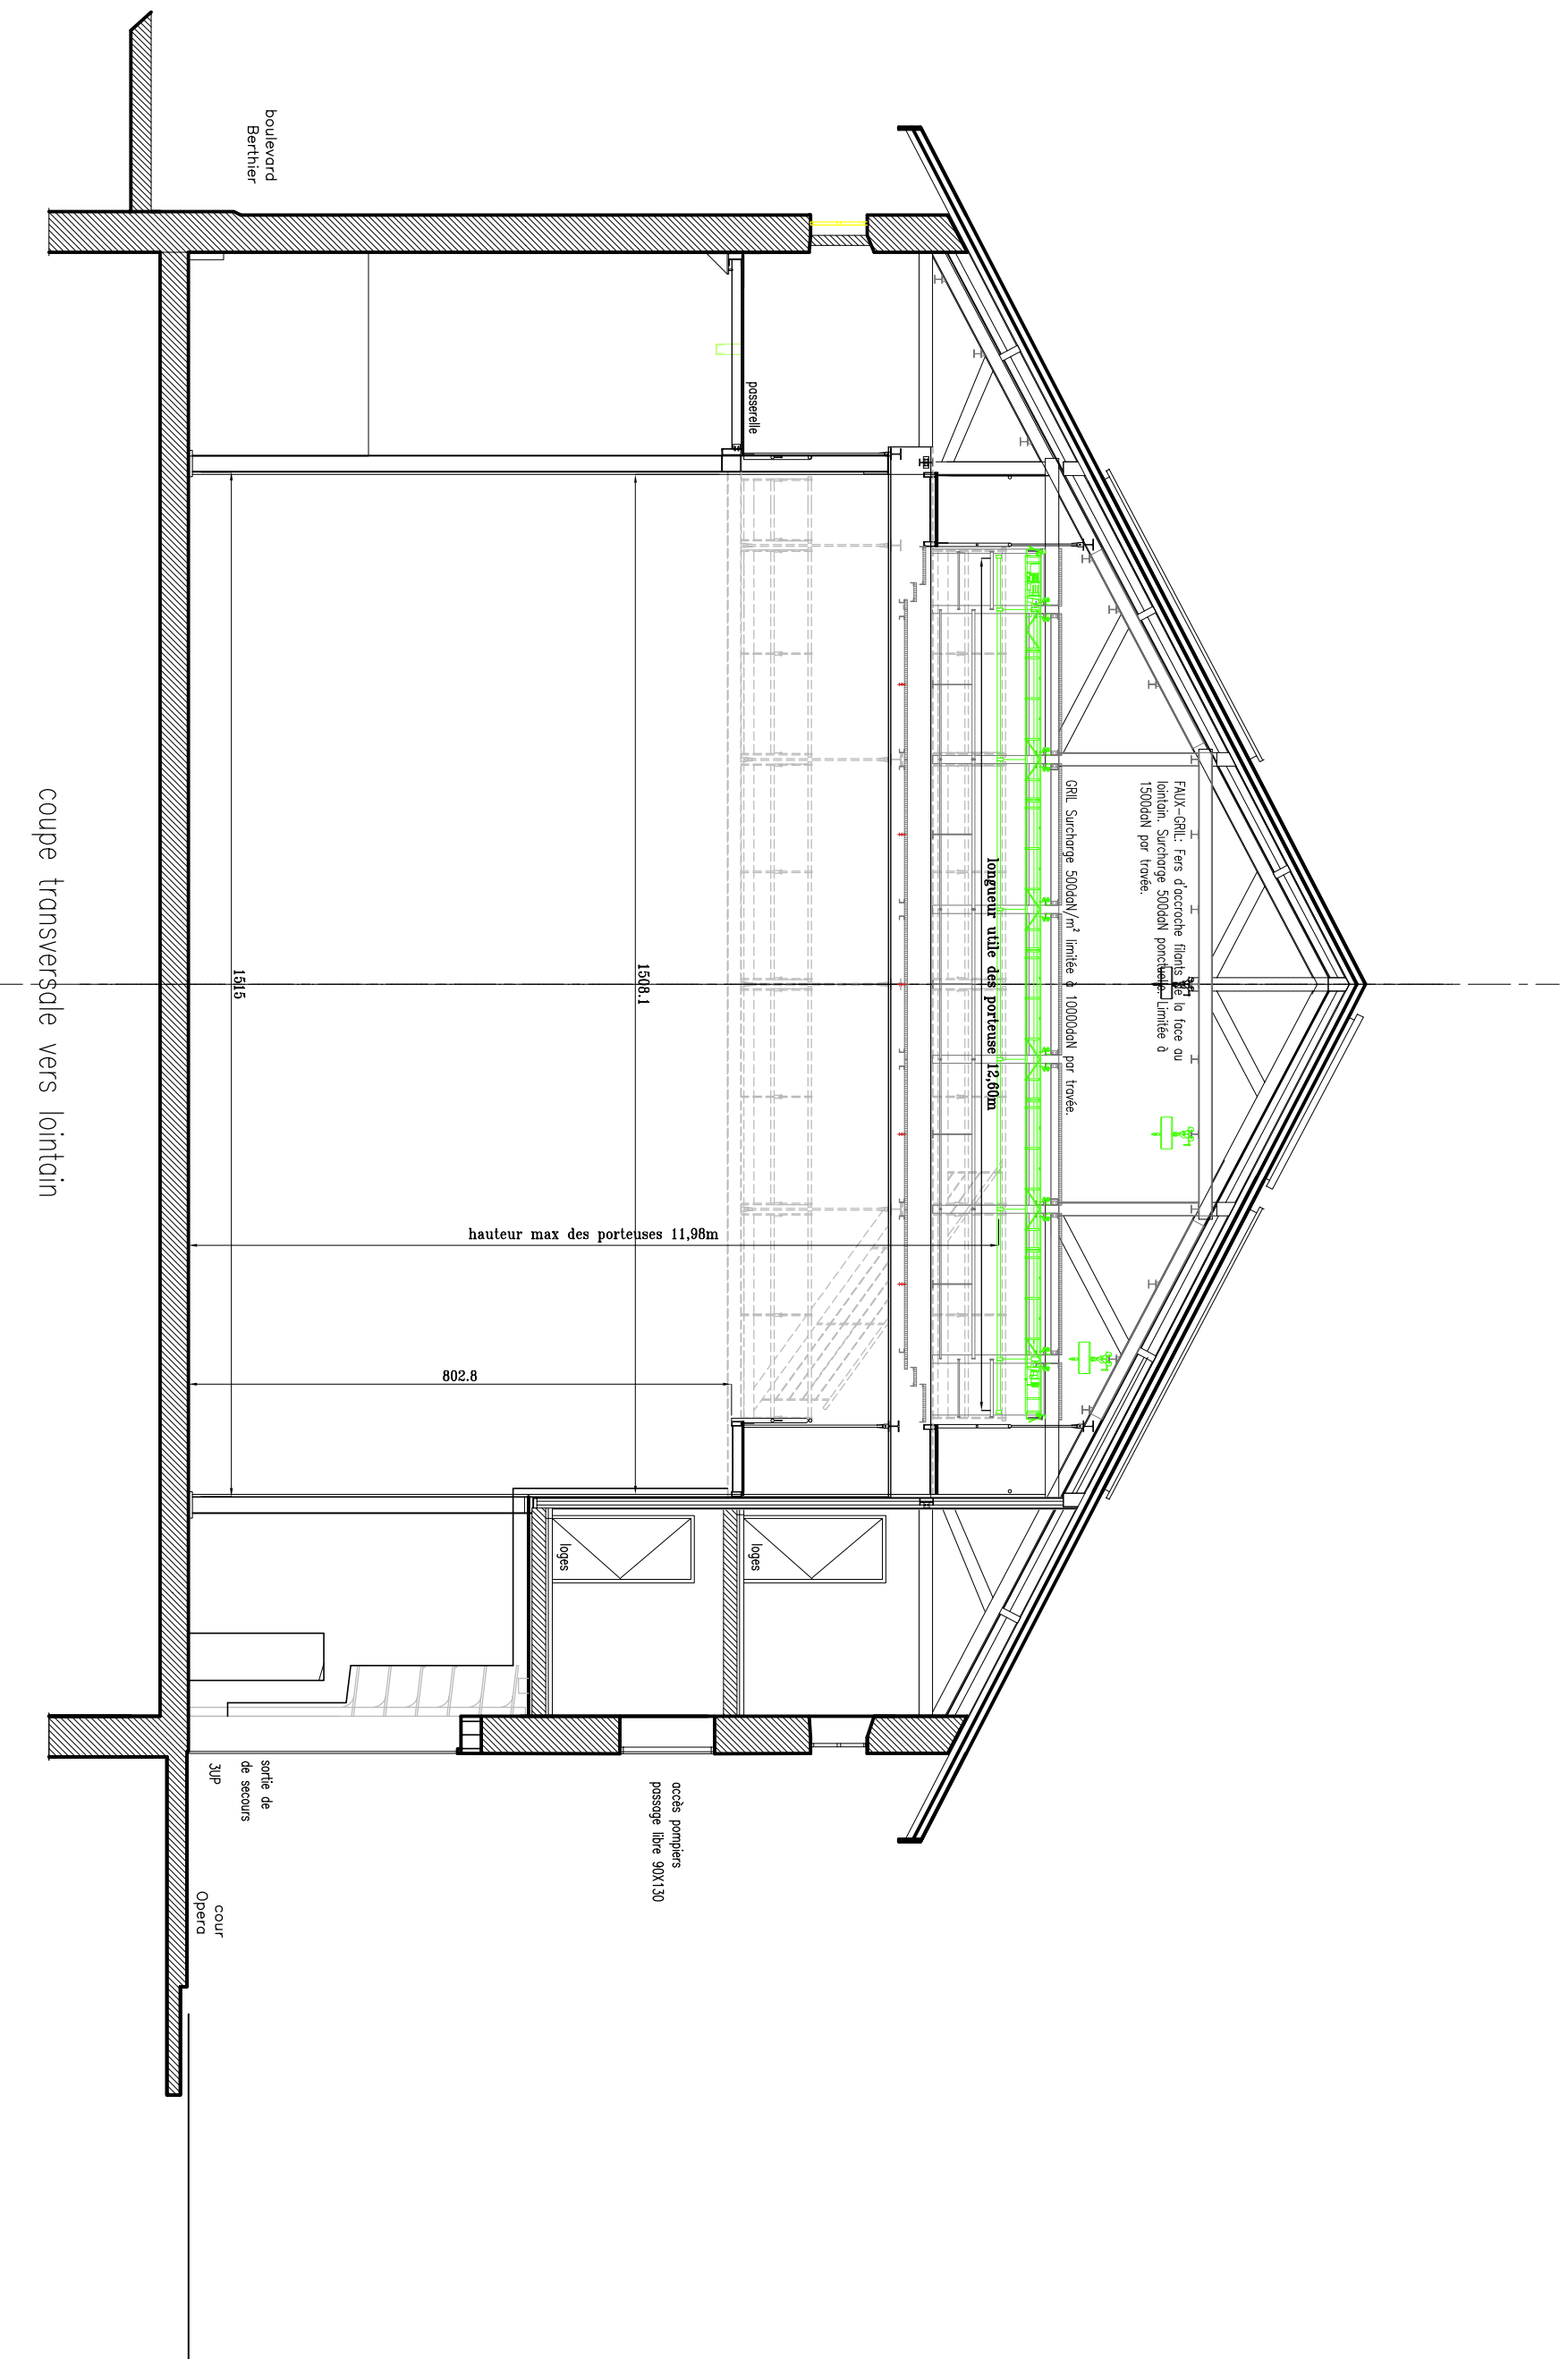 FAUX-GRIL: Fers d'accroche filants de la face au
lointain. Surcharge 500daN ponctuelle. Limitée à
1500daN par travée.
GRIL Surcharge 500daN/m² limitée à 10000daN par travée.
longueur utile des porteuse 12,60m
passerelle
loges
loges
accès pompiers
passage libre 90X130
1508.1
hauteur max des porteuses 11,98m
802.8
boulevard
Berthier
1515
sortie de
de secours
3UP
cour
Opera
coupe transversale vers lointain